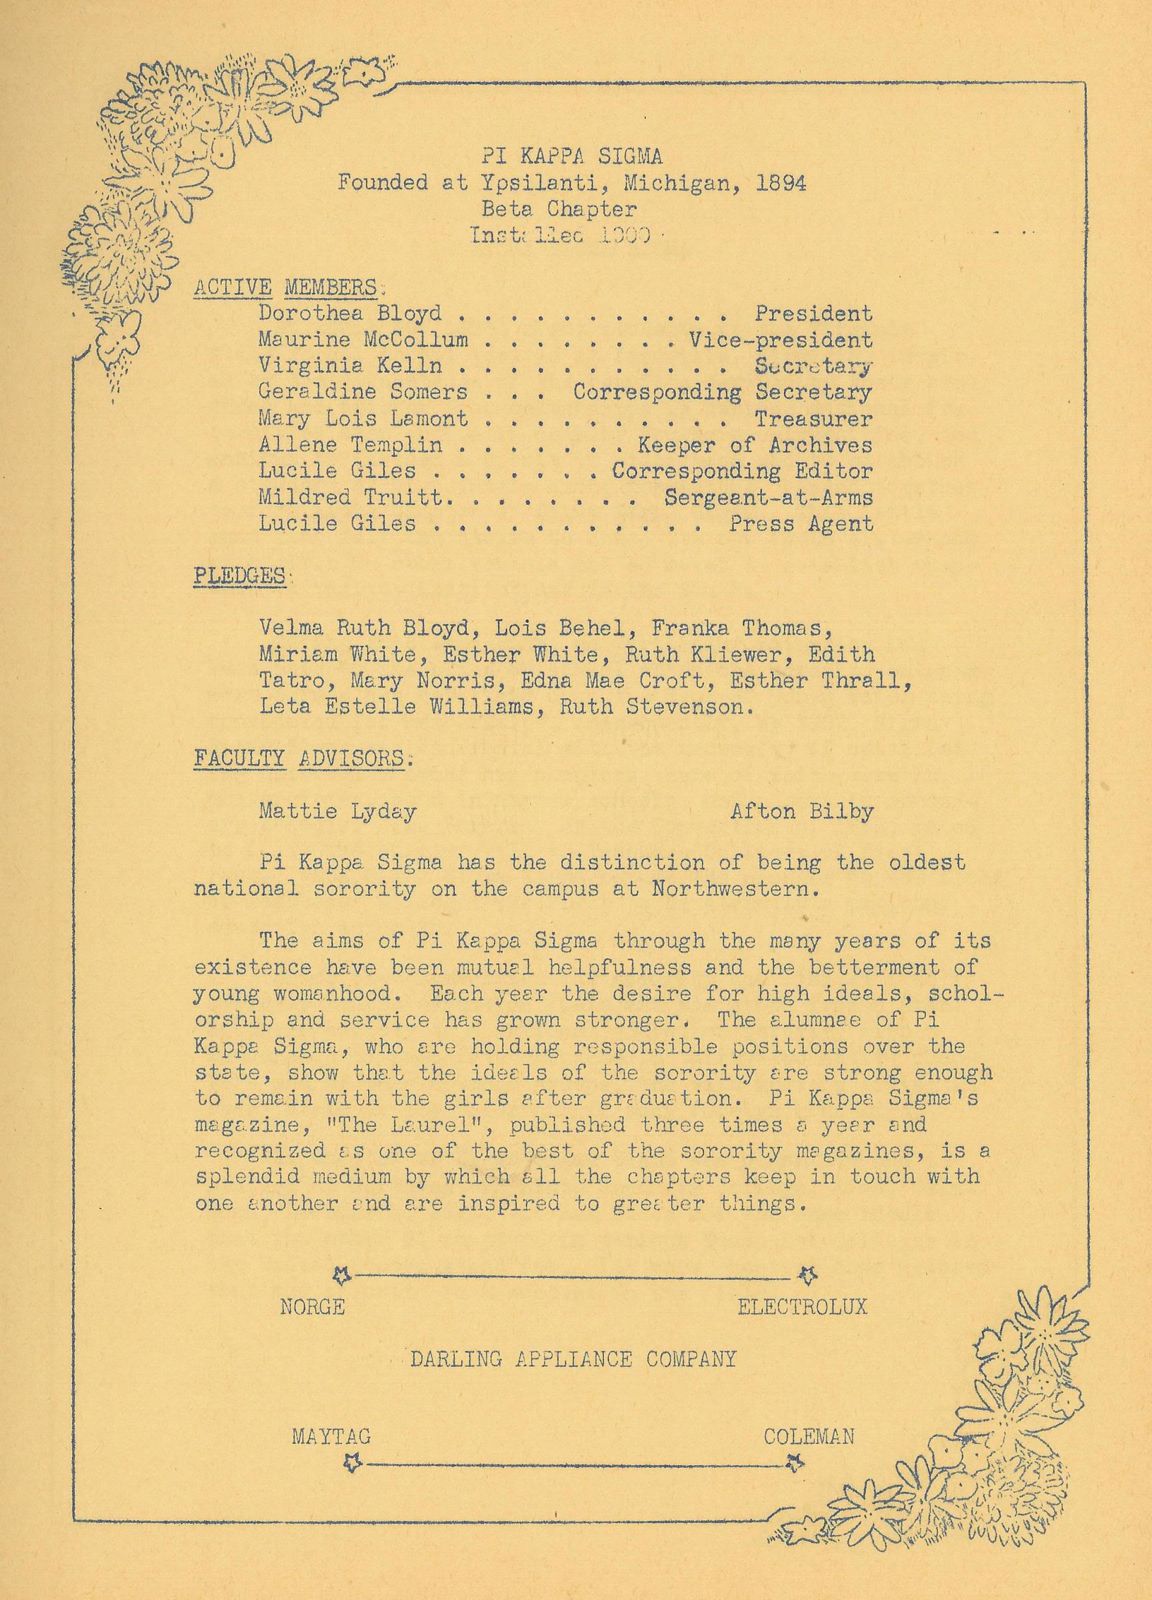 PI KAPPA SIGMA
Founded at Ypsilanti, Michigan, 1894
Beta Chapter
Installed 1900
ACTIVE MEMBERS:
Dorothea Bloyd . . . . . . . . . . . President
Maurine McCollum . . . . . . . . Vice-president
Virginia Kelln . . . . . . . . . . . Secretary
Geraldine Somers . . . Corresponding Secretary
Mary Lois Lamont . . . . . . . . . . Treasurer
Allene Templin . . . . . . . Keeper of Archives
Lucile Giles . . . . . . . Corresponding Editor
Mildred Truitt. . . . . . . . Sergeant-at-Arms
Lucile Giles . . . . . . . . . . . Press Agent
PLEDGES:
Velma Ruth Bloyd, Lois Behel, Franka Thomas,
Miriam White, Esther White, Ruth Kliewer, Edith
Tatro, Mary Norris, Edna Mae Croft, Esther Thrall,
Leta Estelle Williams, Ruth Stevenson.
FACULTY ADVISORS:
Mattie Lyday Afton Bilby
Pi Kappa Sigma has the distinction of being the oldest
national sorority on the campus at Northwestern.
The aims of Pi Kappa Sigma through the many years of its
existence have been mutual helpfulness and the betterment of
young womanhood. Each year the desire for high ideals, schol-
orship and service has grown stronger. The alumnae of Pi
Kappa Sigma, who are holding responsible positions over the
state, show that the ideals of the sorority are strong enough
to remain with the girls after graduation. Pi Kappa Sigma's
magazine, "The Laurel", published three times a year and
recognized as one of the best of the sorority magazines, is a
splendid medium by which all the chapters keep in touch with
one another and are inspired to greater things.
NORGE ELECTROLUX
DARLING APPLIANCE COMPANY
MAYTAG COLEMAN